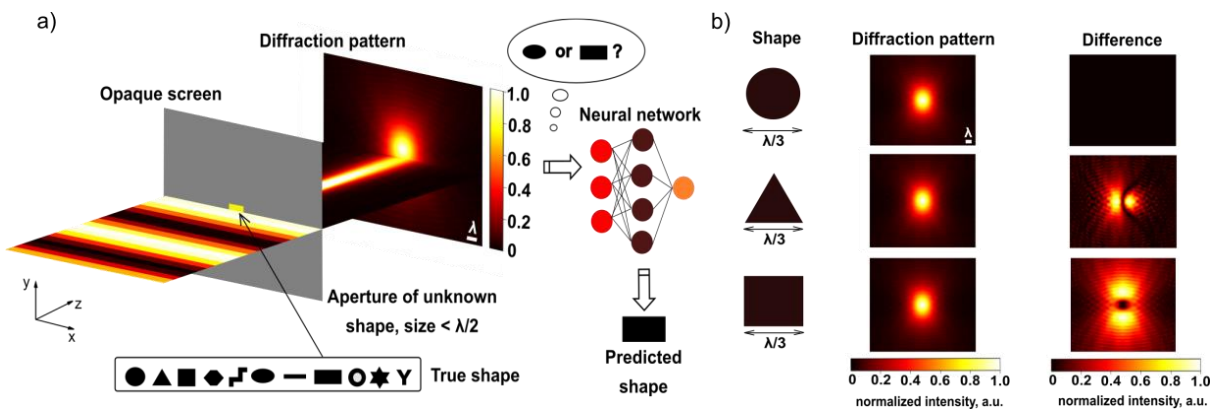 a)
Diffraction pattern
Opaque screen
λ
1.0
0.8
0.6
0.4
0.2
0
or ?
Neural network
y
z
x
Aperture of unknown
shape, size < λ/2
Y
True shape
Predicted
shape
b)
Shape
Diffraction pattern
Difference
λ/3
λ
λ/3
λ/3
0 0.2 0.4 0.6 0.8 1.0
normalized intensity, a.u.
0 0.2 0.4 0.6 0.8 1.0
normalized intensity, a.u.